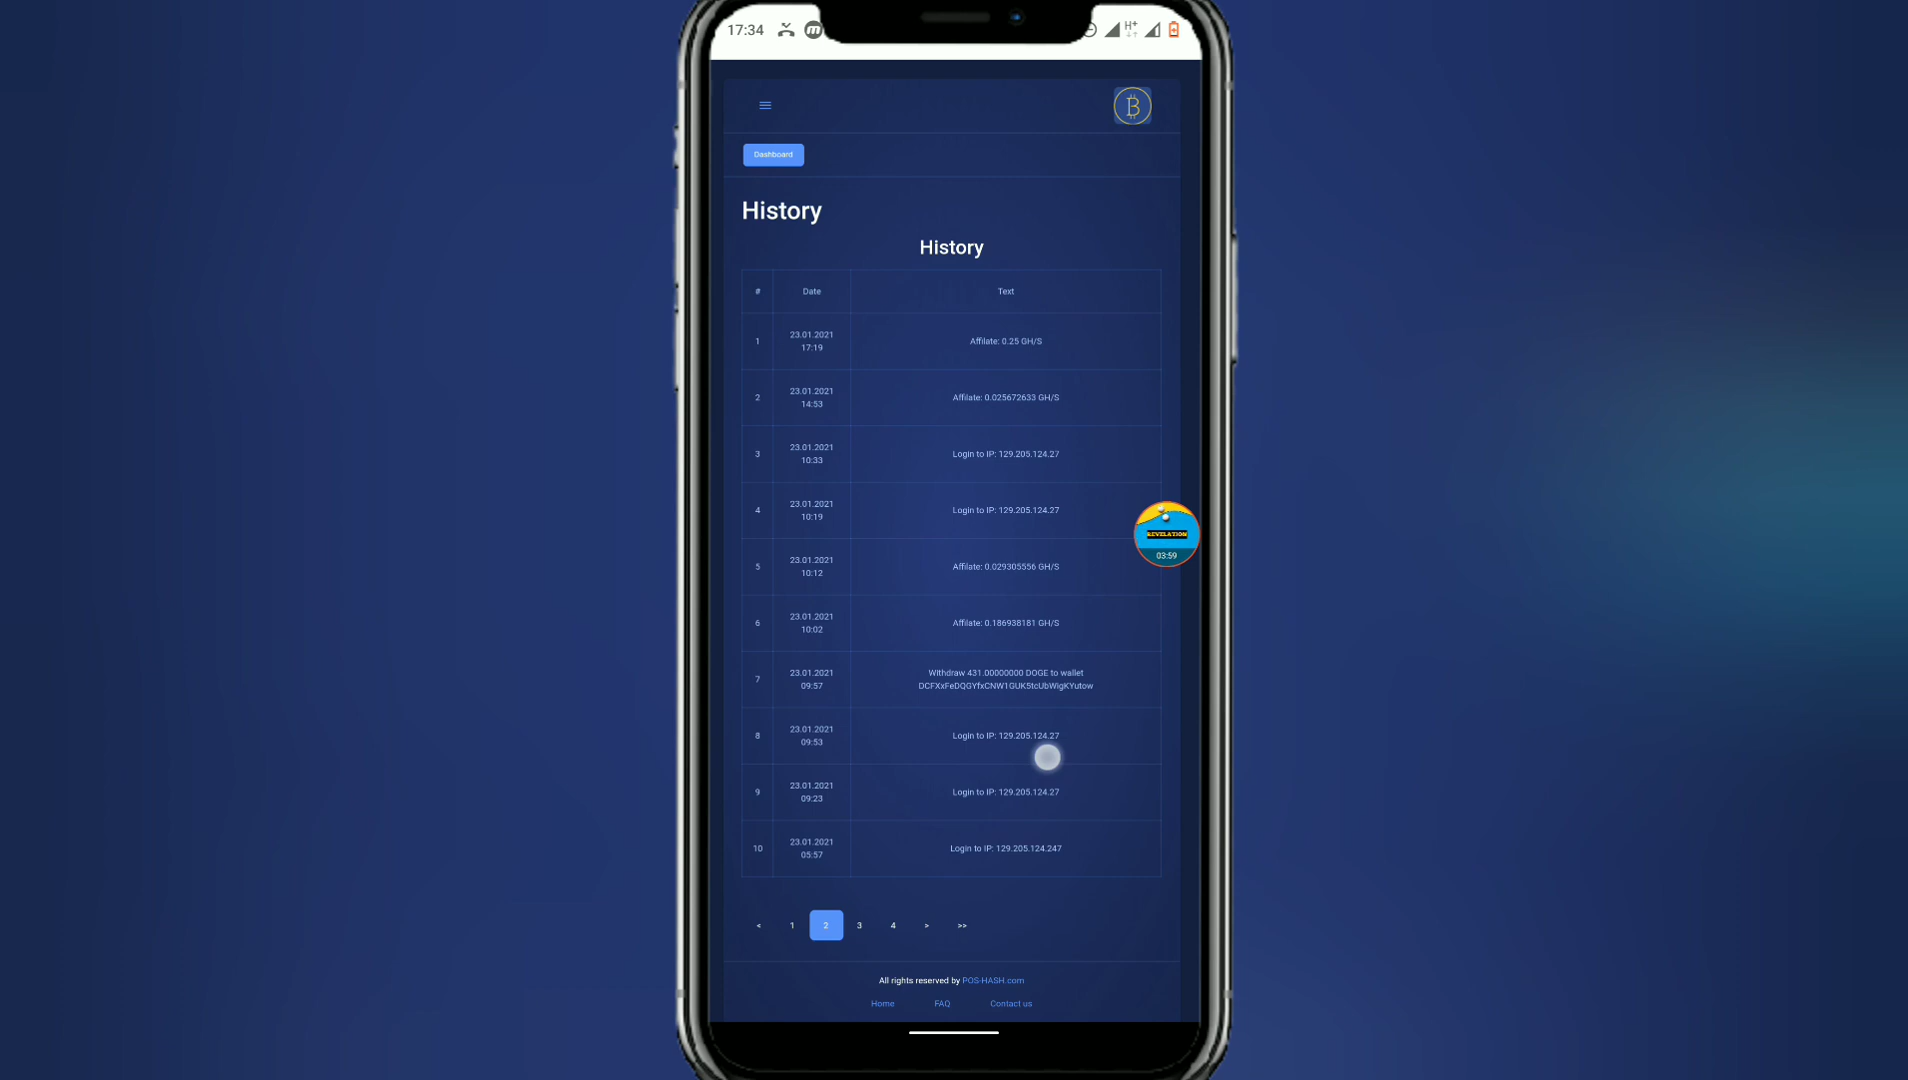 17:34
H+
Dashboard
History
History
# Date Text
1 23.01.2021 17:19 Affilate: 0.25 GH/S
2 23.01.2021 14:53 Affilate: 0.025672633 GH/S
3 23.01.2021 10:33 Login to IP: 129.205.124.27
4 23.01.2021 10:19 Login to IP: 129.205.124.27
REVELATION
03:59
5 23.01.2021 10:12 Affilate: 0.029305556 GH/S
6 23.01.2021 10:02 Affilate: 0.186938181 GH/S
7 23.01.2021 09:57 Withdraw 431.00000000 DOGE to wallet
DCFXxFeDQGYfxCNW1GUK5tcUbWigKYutow
8 23.01.2021 09:53 Login to IP: 129.205.124.27
9 23.01.2021 09:23 Login to IP: 129.205.124.27
10 23.01.2021 05:57 Login to IP: 129.205.124.247
< 1 2 3 4 > >>
All rights reserved by POS-HASH.com
Home FAQ Contact us